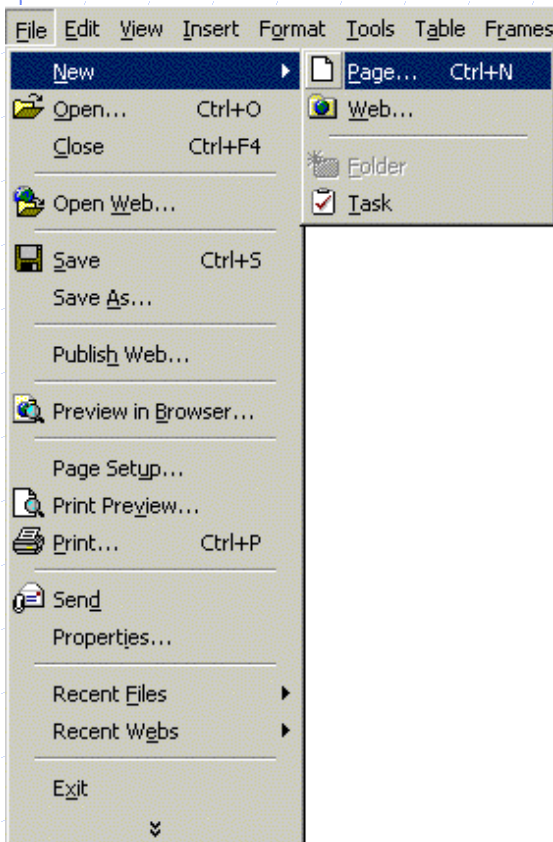 File Edit View Insert Format Tools Table Frames
New
Page... Ctrl+N
Open... Ctrl+O
Web...
Close Ctrl+F4
Folder
Open Web...
Task
Save Ctrl+S
Save As...
Publish Web...
Preview in Browser...
Page Setup...
Print Preview...
Print... Ctrl+P
Send
Properties...
Recent Files
Recent Webs
Exit